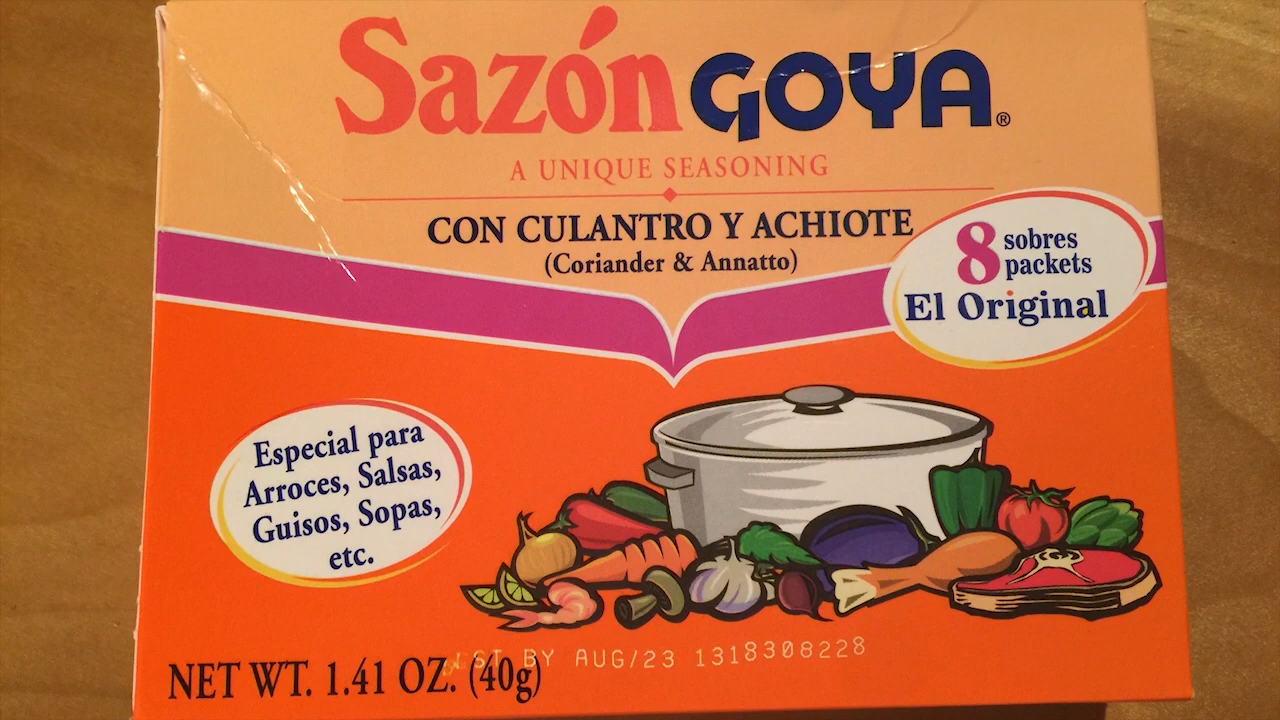 Sazón GOYA®
A UNIQUE SEASONING
CON CULANTRO Y ACHIOTE
(Coriander & Annatto)
8 sobres
packets
El Original
Especial para
Arroces, Salsas,
Guisos, Sopas,
etc.
BY AUG/23 1318308228
NET WT. 1.41 OZ. (40g)